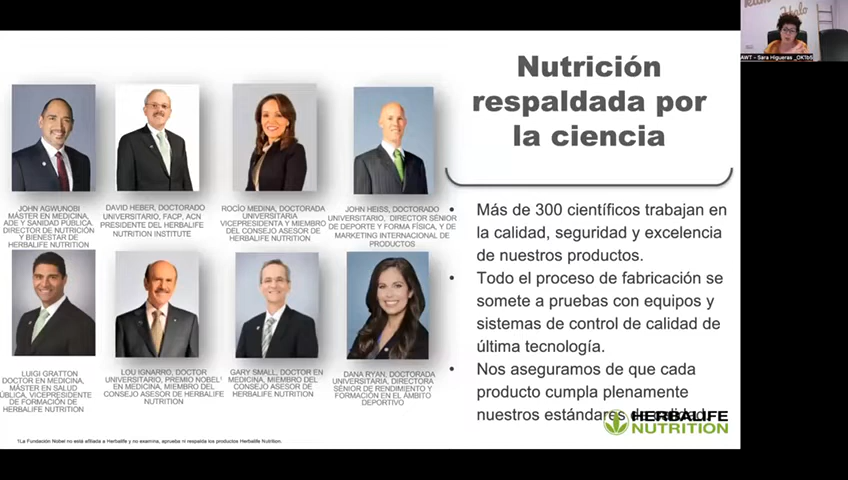 Nutrición
respaldada por
la ciencia
JOHN AGWUNOBI
MÁSTER EN MEDICINA,
ADE Y SANIDAD PÚBLICA.
DIRECTOR DE NUTRICIÓN
Y BIENESTAR DE
HERBALIFE NUTRITION
DAVID HEBER, DOCTORADO
UNIVERSITARIO, FACP, ACN
PRESIDENTE DEL HERBALIFE
NUTRITION INSTITUTE
ROCÍO MEDINA, DOCTORADA
UNIVERSITARIA
VICEPRESIDENTA Y MIEMBRO
DEL CONSEJO ASESOR DE
HERBALIFE NUTRITION
JOHN HEISS, DOCTORADO
UNIVERSITARIO, DIRECTOR SÉNIOR
DE DEPORTE Y FORMA FÍSICA, Y DE
MARKETING INTERNACIONAL DE
PRODUCTOS
LUIGI GRATTON
DOCTOR EN MEDICINA,
MÁSTER EN SALUD
PÚBLICA, VICEPRESIDENTE
DE FORMACIÓN DE
HERBALIFE NUTRITION
LOU IGNARRO, DOCTOR
UNIVERSITARIO, PREMIO NOBEL¹
EN MEDICINA, MIEMBRO DEL
CONSEJO ASESOR DE HERBALIFE
NUTRITION
GARY SMALL, DOCTOR EN
MEDICINA, MIEMBRO DEL
CONSEJO ASESOR DE
HERBALIFE NUTRITION
DANA RYAN, DOCTORADA
UNIVERSITARIA, DIRECTORA
SÉNIOR DE RENDIMIENTO Y
FORMACIÓN EN EL ÁMBITO
DEPORTIVO
• Más de 300 científicos trabajan en
la calidad, seguridad y excelencia
de nuestros productos.
• Todo el proceso de fabricación se
somete a pruebas con equipos y
sistemas de control de calidad de
última tecnología.
• Nos aseguramos de que cada
producto cumpla plenamente
nuestros estándares de calidad.
HERBALIFE
NUTRITION
1La Fundación Nobel no está afiliada a Herbalife y no examina, aprueba ni respalda los productos Herbalife Nutrition.
AWT - Sara Higueras _OK1b5